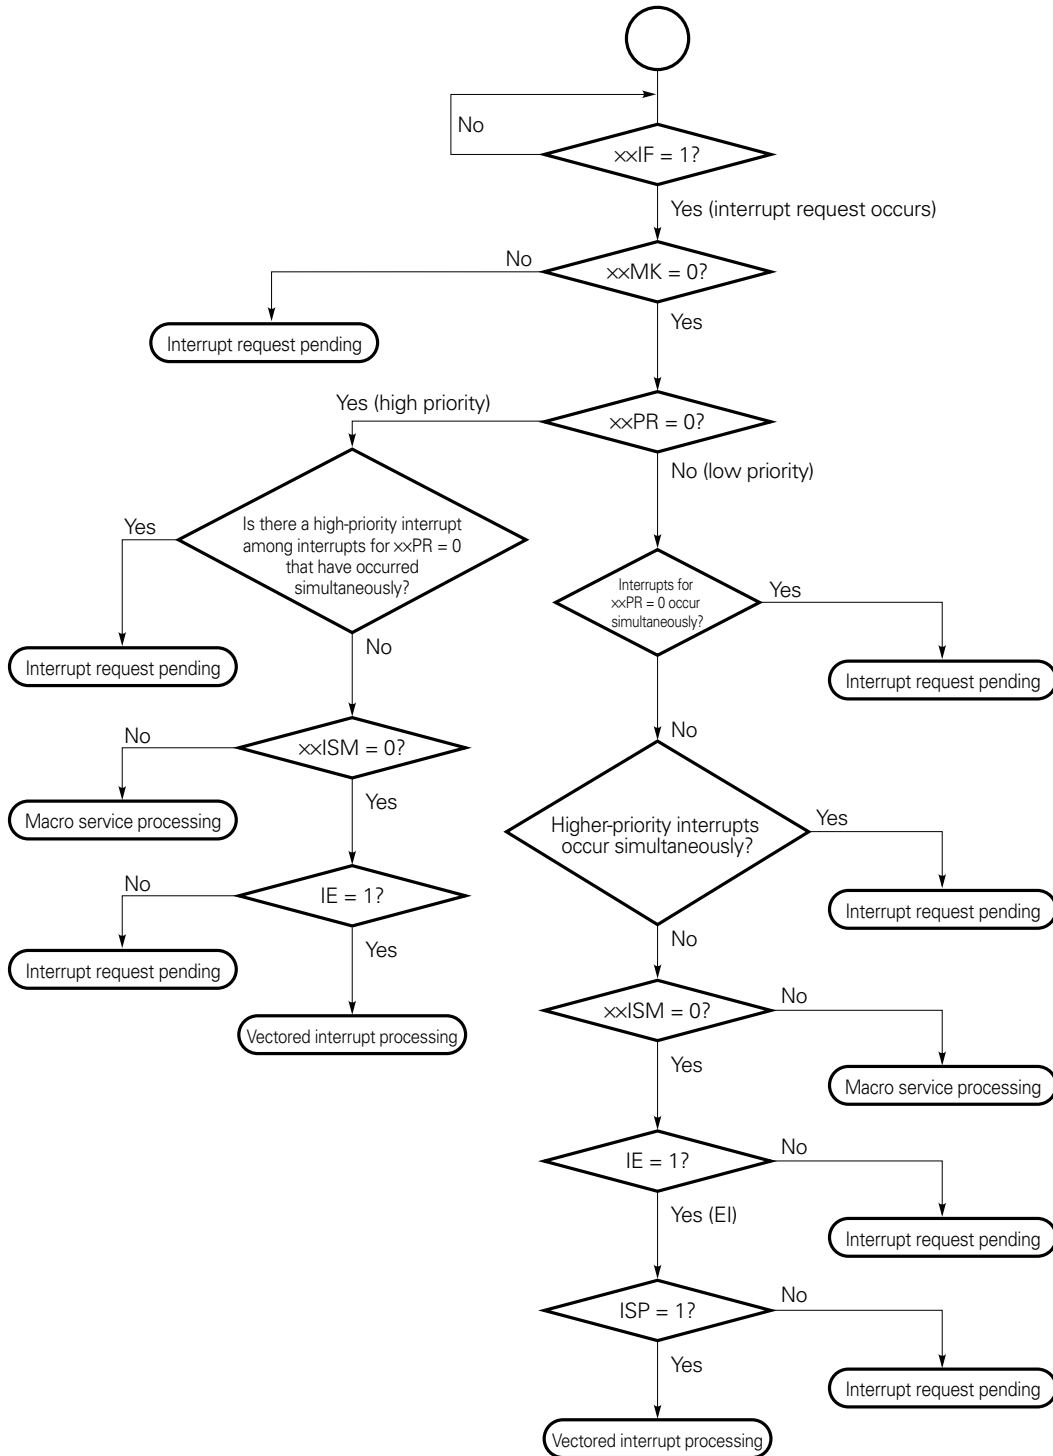 No
××IF = 1?
Yes (interrupt request occurs)
No
××MK = 0?
Interrupt request pending
Yes
Yes (high priority)
××PR = 0?
No (low priority)
Yes
Is there a high-priority interrupt
among interrupts for ××PR = 0
that have occurred
simultaneously?
Interrupts for
××PR = 0 occur
simultaneously?
Yes
No
Interrupt request pending
Interrupt request pending
No
No
××ISM = 0?
Yes
Macro service processing
Higher-priority interrupts
occur simultaneously?
Yes
No
IE = 1?
Interrupt request pending
Yes
No
Interrupt request pending
××ISM = 0?
No
Vectored interrupt processing
Yes
Macro service processing
IE = 1?
No
Yes (EI)
Interrupt request pending
ISP = 1?
No
Yes
Interrupt request pending
Vectored interrupt processing